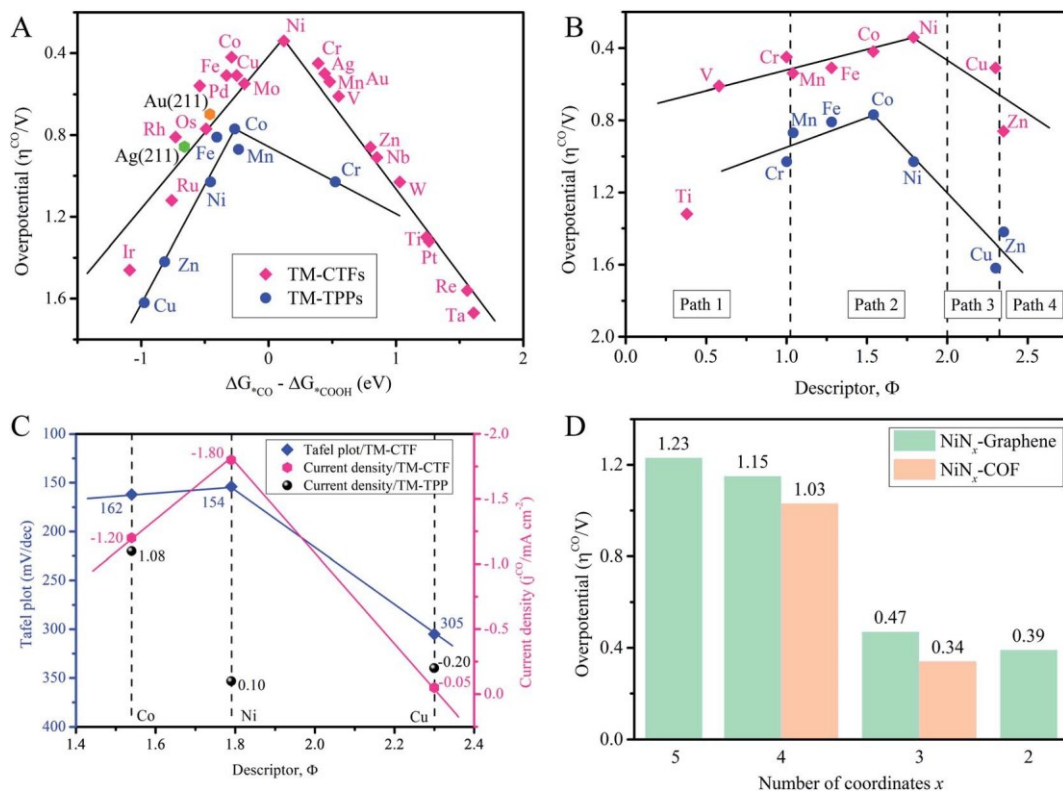 A
Overpotential (η^CO/V)
0.4
0.8
1.2
1.6
-1
0
1
2
ΔG*CO - ΔG*COOH (eV)
Ni
Co
Cu
Fe
Pd
Mo
Au(211)
Os
Rh
Ag(211)
Ru
Ir
Cr
Ag
Mn
Au
V
Zn
Nb
W
Ti
Pt
Re
Ta
Co
Fe
Mn
Ni
Cr
Zn
Cu
TM-CTFs
TM-TPPs
B
Overpotential (η^CO/V)
0.4
0.8
1.2
1.6
2.0
0.0
0.5
1.0
1.5
2.0
2.5
Descriptor, Φ
V
Cr
Mn
Fe
Co
Ni
Cu
Zn
Ti
Mn
Fe
Co
Cr
Ni
Zn
Cu
Path 1
Path 2
Path 3
Path 4
C
Tafel plot (mV/dec)
100
150
200
250
300
350
400
1.4
1.6
1.8
2.0
2.2
2.4
Descriptor, Φ
Current density (j^CO/mA cm⁻²)
-2.0
-1.5
-1.0
-0.5
0.0
Tafel plot/TM-CTF
Current density/TM-CTF
Current density/TM-TPP
-1.80
162
154
-1.20
1.08
305
-0.20
-0.05
0.10
Co
Ni
Cu
D
Overpotential (η^CO/V)
0.0
0.4
0.8
1.2
NiNx-Graphene
NiNx-COF
1.23
1.15
1.03
0.47
0.34
0.39
5
4
3
2
Number of coordinates x